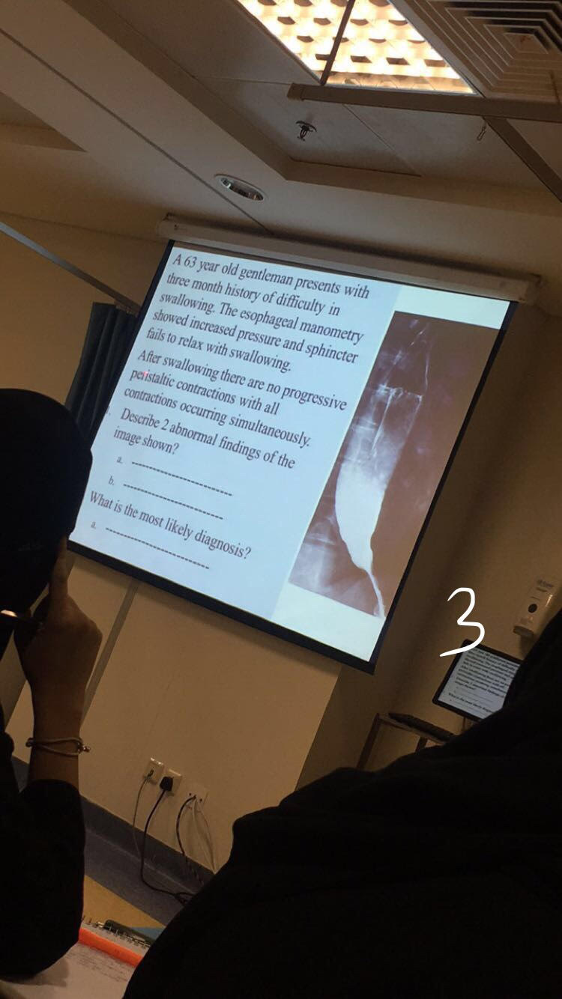 A 63 year old gentleman presents with
three month history of difficulty in
swallowing. The esophageal manometry
showed increased pressure and sphincter
fails to relax with swallowing.
After swallowing there are no progressive
peristaltic contractions with all
contractions occurring simultaneously.
Describe 2 abnormal findings of the
image shown?
a. ------------------------
b. ------------------------
What is the most likely diagnosis?
a. ------------------------
3